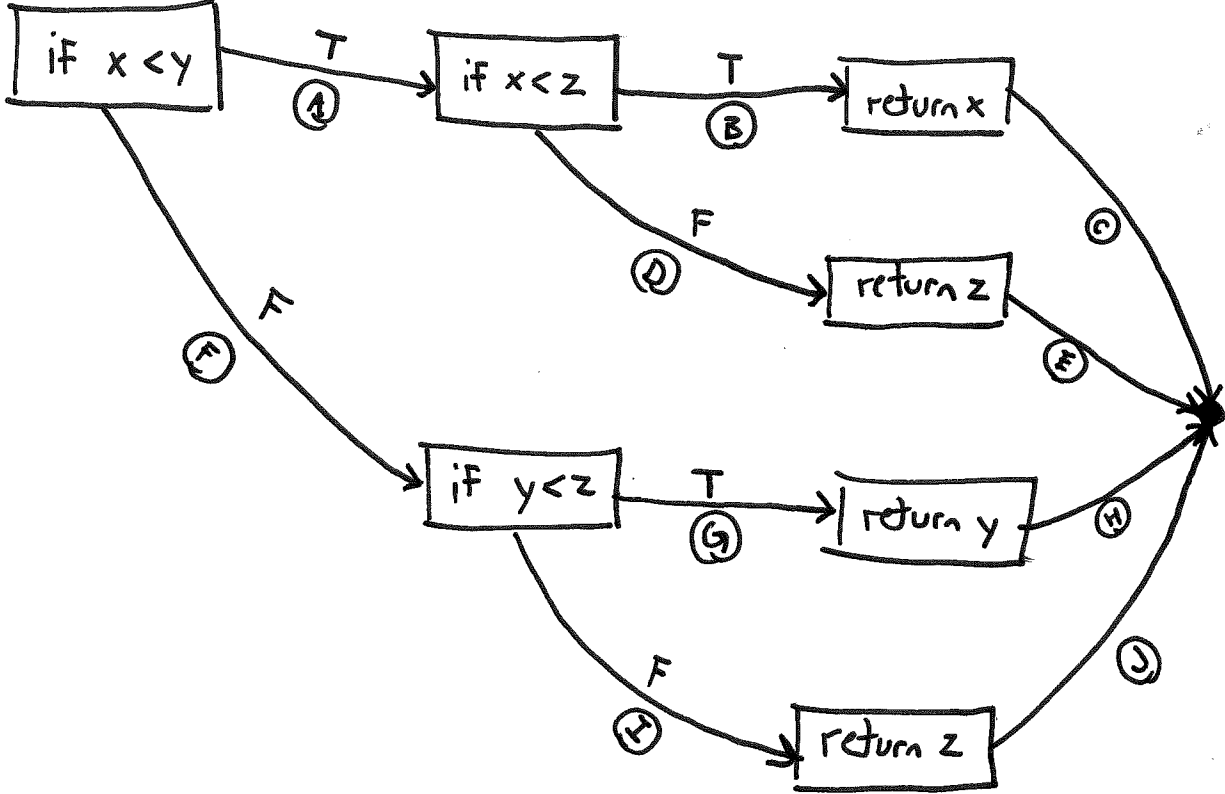 if x < y
T
A
if x < z
T
B
return x
C
F
D
return z
E
F
F
if y < z
T
G
return y
H
F
I
return z
J